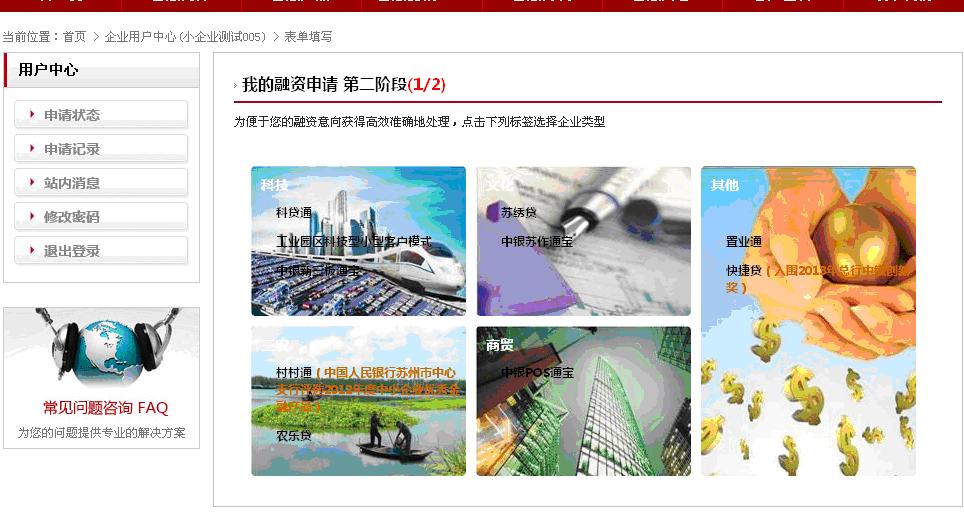 当前位置：首页 > 企业用户中心(小企业测试005) > 表单填写
用户中心
申请状态
申请记录
站内消息
修改密码
退出登录
常见问题咨询 FAQ
为您的问题提供专业的解决方案
我的融资申请 第二阶段(1/2)
为便于您的融资意向获得高效准确地处理，点击下列标签选择企业类型
科技
科贷通
工业园区科技型小型客户模式
中银新三板通宝
文化
苏绣贷
中银苏作通宝
其他
置业通
快捷贷（入围2013年总行中银创新
奖）
三农
村村通（中国人民银行苏州市中心
支行评的2012年度中小企业优秀金
融产品）
农乐贷
商贸
中银POS通宝